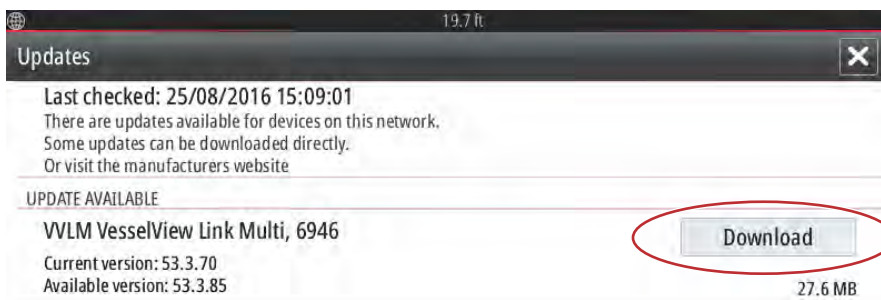 19.7 ft
Updates
Last checked: 25/08/2016 15:09:01
There are updates available for devices on this network.
Some updates can be downloaded directly.
Or visit the manufacturers website
UPDATE AVAILABLE
VVLM VesselView Link Multi, 6946
Download
Current version: 53.3.70
Available version: 53.3.85
27.6 MB